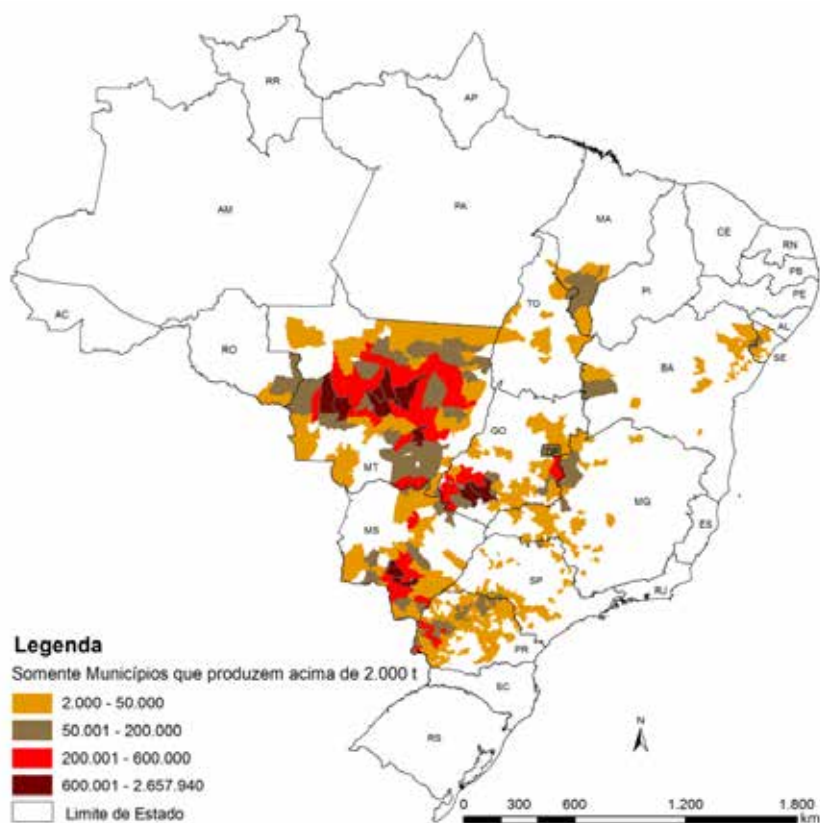 RR
AP
AM
PA
MA
CE
RN
PB
PE
PI
AL
SE
AC
TO
RO
BA
GO
DF
MT
MG
MS
ES
SP
RJ
PR
SC
RS
Legenda
Somente Municípios que produzem acima de 2.000 t
2.000 - 50.000
50.001 - 200.000
200.001 - 600.000
600.001 - 2.657.940
Limite de Estado
N
0 300 600 1.200 1.800
km